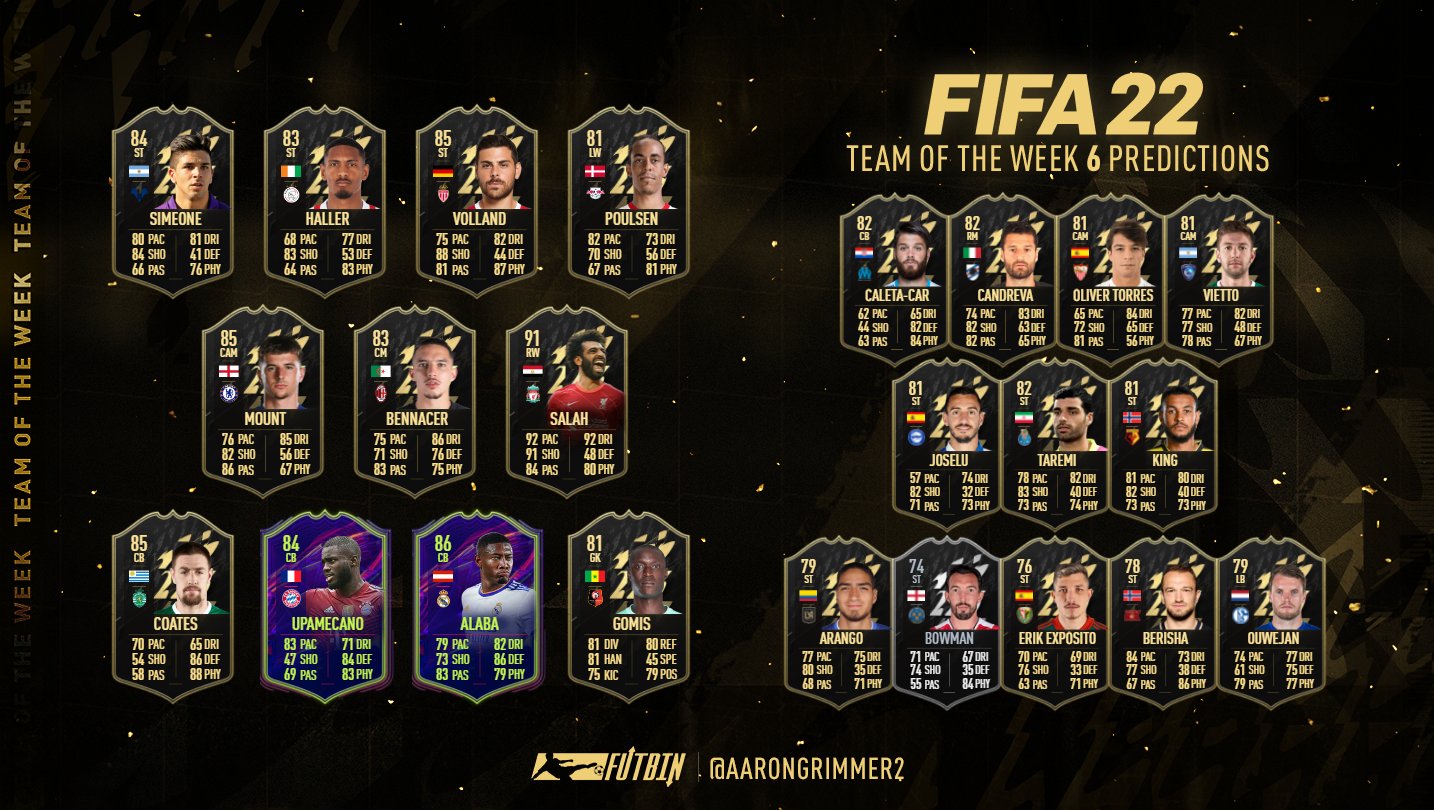 TEAM OF THE WEEK TEAM OF THE WEEK TEAM OF THE WEEK
FIFA 22
TEAM OF THE WEEK 6 PREDICTIONS
84
ST
SIMEONE
80 PAC 81 DRI
84 SHO 41 DEF
66 PAS 76 PHY
83
ST
HALLER
68 PAC 77 DRI
83 SHO 53 DEF
64 PAS 83 PHY
85
ST
VOLLAND
75 PAC 82 DRI
88 SHO 44 DEF
81 PAS 87 PHY
81
LW
POULSEN
82 PAC 73 DRI
70 SHO 56 DEF
67 PAS 81 PHY
85
CAM
MOUNT
76 PAC 85 DRI
82 SHO 56 DEF
86 PAS 67 PHY
83
CM
BENNACER
75 PAC 86 DRI
71 SHO 76 DEF
83 PAS 75 PHY
91
RW
SALAH
92 PAC 92 DRI
91 SHO 48 DEF
84 PAS 80 PHY
85
CB
COATES
70 PAC 65 DRI
54 SHO 86 DEF
58 PAS 88 PHY
84
CB
UPAMECANO
83 PAC 71 DRI
47 SHO 84 DEF
69 PAS 83 PHY
86
CB
ALABA
79 PAC 82 DRI
73 SHO 86 DEF
83 PAS 79 PHY
81
GK
GOMIS
81 DIV 80 REF
81 HAN 45 SPE
75 KIC 79 POS
82
CB
CALETA-CAR
62 PAC 65 DRI
44 SHO 82 DEF
63 PAS 84 PHY
82
RM
CANDREVA
74 PAC 83 DRI
82 SHO 63 DEF
82 PAS 65 PHY
81
CAM
OLIVER TORRES
65 PAC 84 DRI
72 SHO 65 DEF
81 PAS 56 PHY
81
CAM
VIETTO
77 PAC 82 DRI
77 SHO 48 DEF
78 PAS 67 PHY
81
ST
JOSELU
57 PAC 74 DRI
82 SHO 32 DEF
71 PAS 73 PHY
82
ST
TAREMI
78 PAC 82 DRI
83 SHO 40 DEF
73 PAS 74 PHY
81
ST
KING
81 PAC 80 DRI
82 SHO 40 DEF
73 PAS 73 PHY
79
ST
ARANGO
77 PAC 75 DRI
80 SHO 35 DEF
68 PAS 71 PHY
74
ST
BOWMAN
71 PAC 67 DRI
74 SHO 35 DEF
55 PAS 84 PHY
76
ST
ERIK EXPOSITO
70 PAC 69 DRI
76 SHO 33 DEF
63 PAS 71 PHY
78
ST
BERISHA
84 PAC 73 DRI
77 SHO 38 DEF
67 PAS 86 PHY
79
LB
OUWEJAN
74 PAC 77 DRI
61 SHO 75 DEF
79 PAS 77 PHY
FUTBIN @AARONGRIMMER2